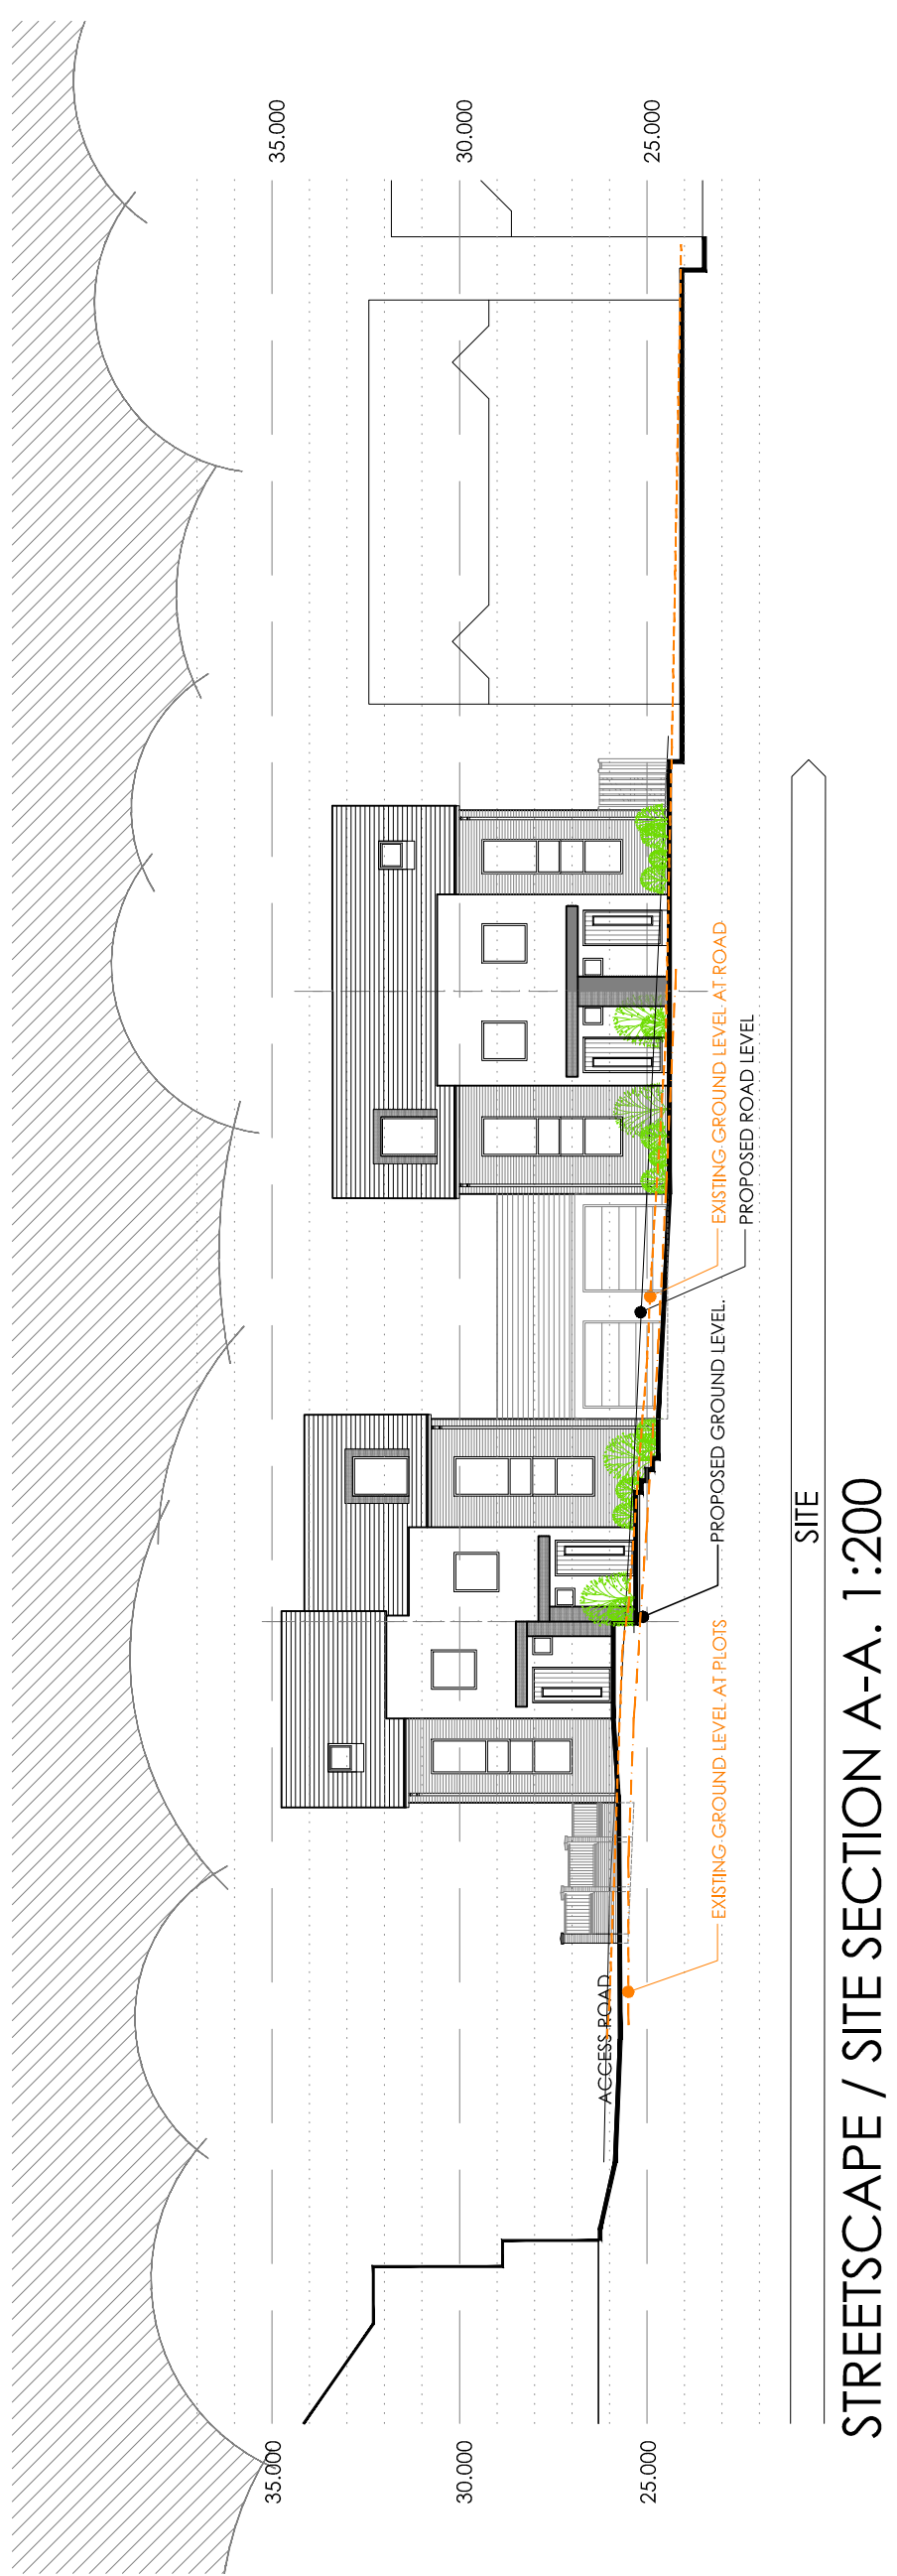 35.000
30.000
25.000
35.000
30.000
25.000
ACCESS ROAD
EXISTING GROUND LEVEL AT PLOTS
PROPOSED GROUND LEVEL.
EXISTING GROUND LEVEL AT ROAD
PROPOSED ROAD LEVEL
SITE
STREETSCAPE / SITE SECTION A-A. 1:200